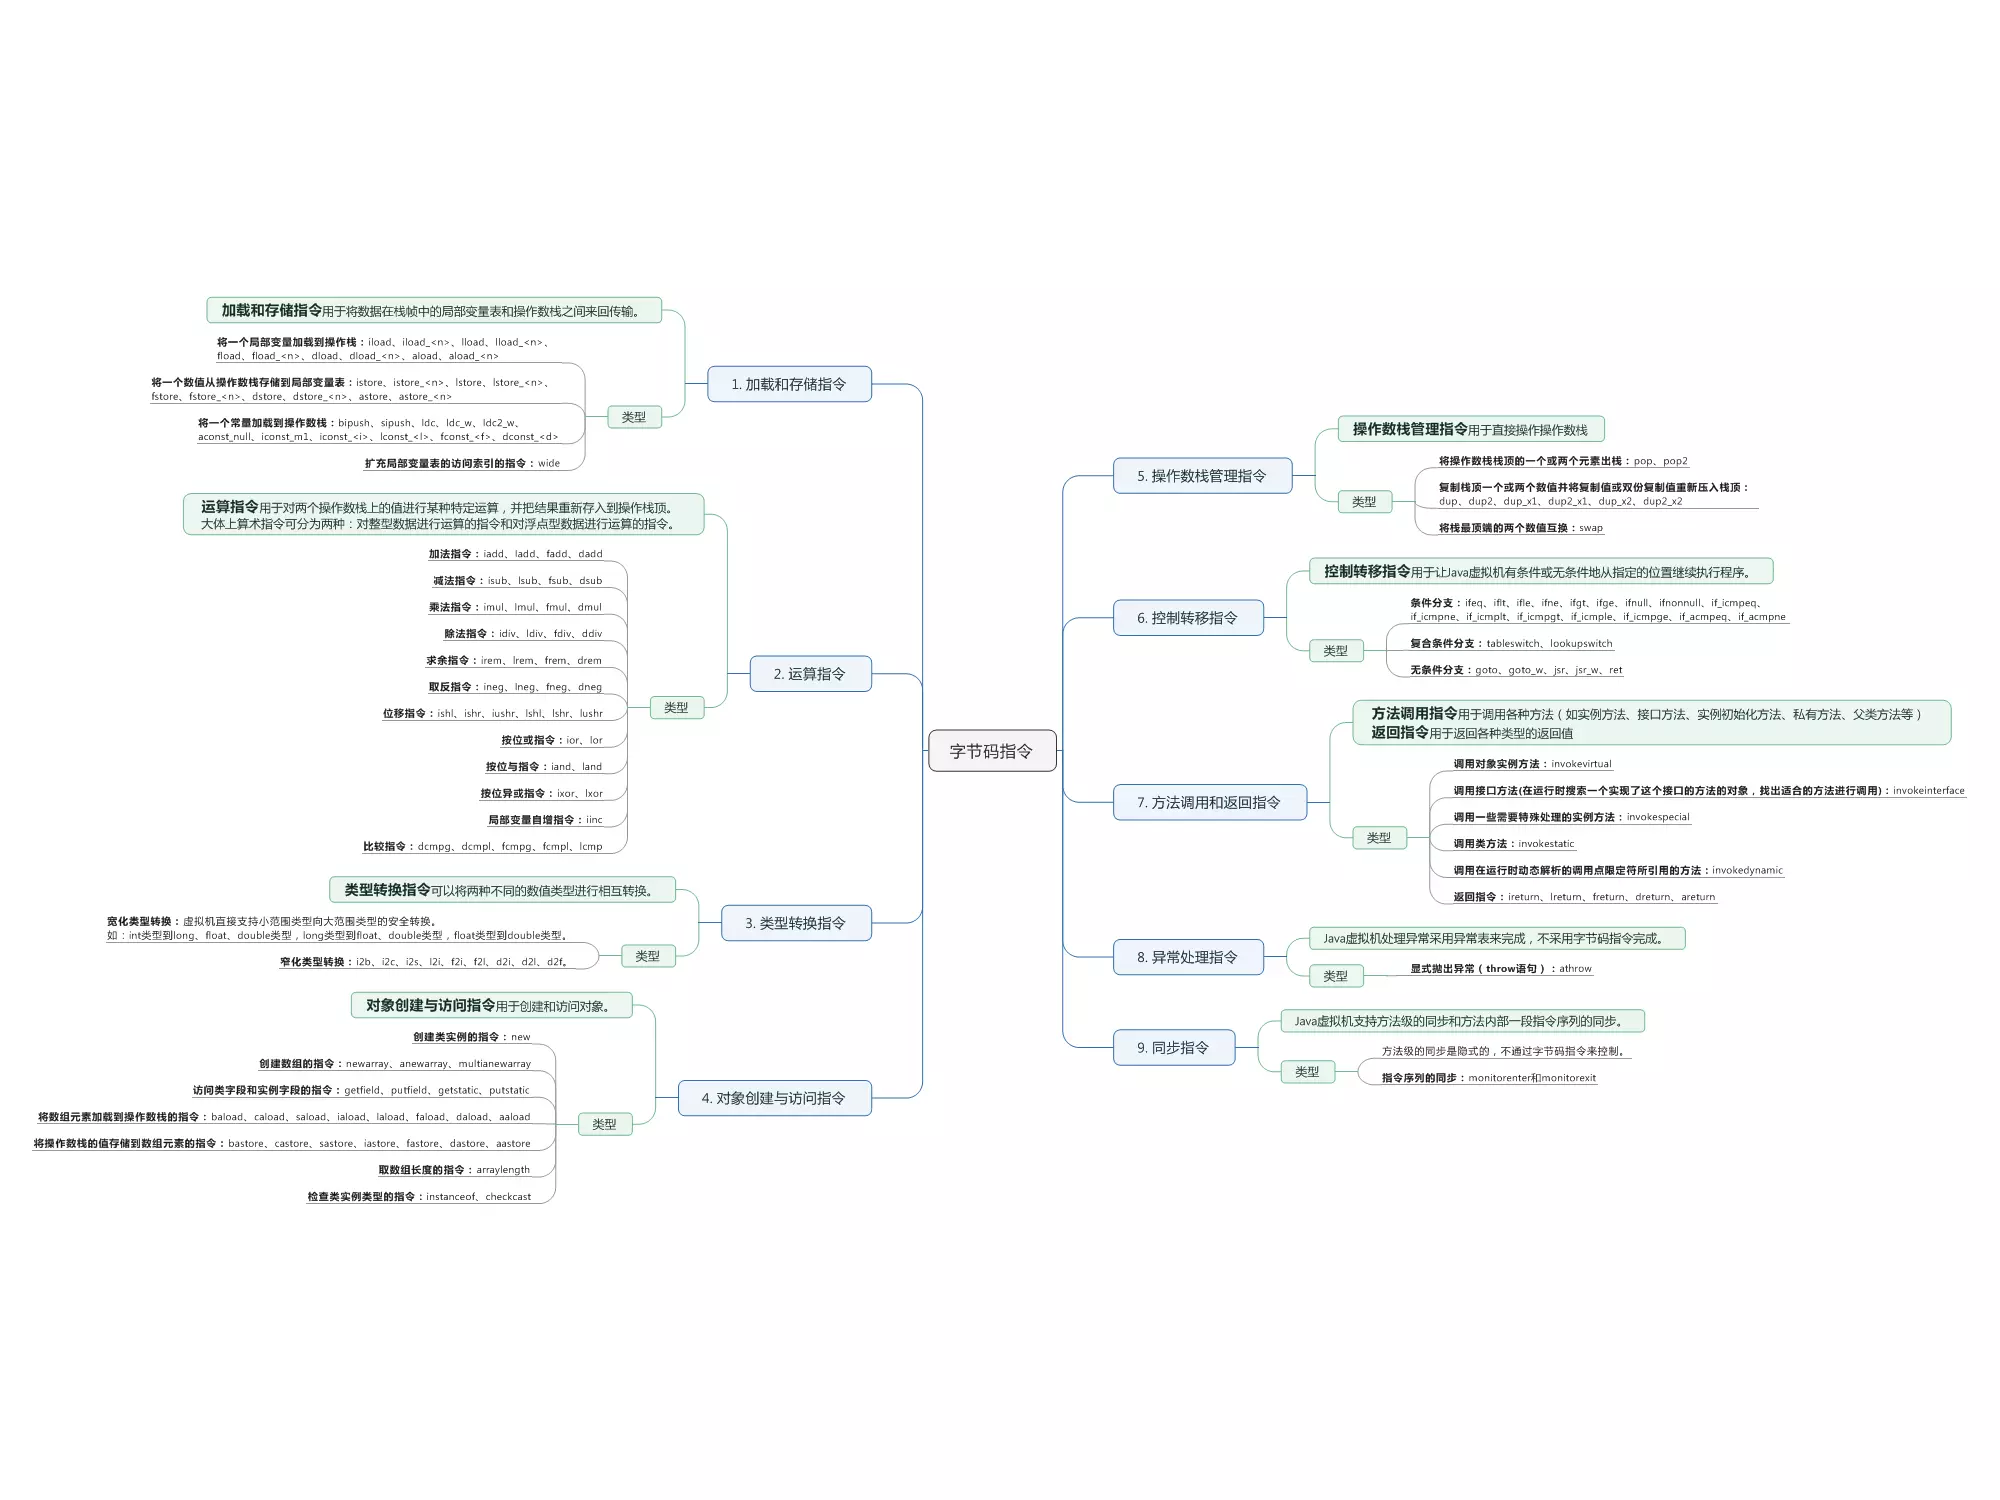 字节码指令
1. 加载和存储指令
加载和存储指令用于将数据在栈帧中的局部变量表和操作数栈之间来回传输。
类型
将一个局部变量加载到操作栈：iload、iload_<n>、lload、lload_<n>、
fload、fload_<n>、dload、dload_<n>、aload、aload_<n>
将一个数值从操作数栈存储到局部变量表：istore、istore_<n>、lstore、lstore_<n>、
fstore、fstore_<n>、dstore、dstore_<n>、astore、astore_<n>
将一个常量加载到操作数栈：bipush、sipush、ldc、ldc_w、ldc2_w、
aconst_null、iconst_m1、iconst_<i>、lconst_<l>、fconst_<f>、dconst_<d>
扩充局部变量表的访问索引的指令：wide
2. 运算指令
运算指令用于对两个操作数栈上的值进行某种特定运算，并把结果重新存入到操作栈顶。
大体上算术指令可分为两种：对整型数据进行运算的指令和对浮点型数据进行运算的指令。
类型
加法指令：iadd、ladd、fadd、dadd
减法指令：isub、lsub、fsub、dsub
乘法指令：imul、lmul、fmul、dmul
除法指令：idiv、ldiv、fdiv、ddiv
求余指令：irem、lrem、frem、drem
取反指令：ineg、lneg、fneg、dneg
位移指令：ishl、ishr、iushr、lshl、lshr、lushr
按位或指令：ior、lor
按位与指令：iand、land
按位异或指令：ixor、lxor
局部变量自增指令：iinc
比较指令：dcmpg、dcmpl、fcmpg、fcmpl、lcmp
3. 类型转换指令
类型转换指令可以将两种不同的数值类型进行相互转换。
类型
宽化类型转换：虚拟机直接支持小范围类型向大范围类型的安全转换。
如：int类型到long、float、double类型，long类型到float、double类型，float类型到double类型。
窄化类型转换：i2b、i2c、i2s、l2i、f2i、f2l、d2i、d2l、d2f。
4. 对象创建与访问指令
对象创建与访问指令用于创建和访问对象。
类型
创建类实例的指令：new
创建数组的指令：newarray、anewarray、multianewarray
访问类字段和实例字段的指令：getfield、putfield、getstatic、putstatic
将数组元素加载到操作数栈的指令：baload、caload、saload、iaload、laload、faload、daload、aaload
将操作数栈的值存储到数组元素的指令：bastore、castore、sastore、iastore、fastore、dastore、aastore
取数组长度的指令：arraylength
检查类实例类型的指令：instanceof、checkcast
5. 操作数栈管理指令
操作数栈管理指令用于直接操作操作数栈
类型
将操作数栈栈顶的一个或两个元素出栈：pop、pop2
复制栈顶一个或两个数值并将复制值或双份复制值重新压入栈顶：
dup、dup2、dup_x1、dup2_x1、dup_x2、dup2_x2
将栈最顶端的两个数值互换：swap
6. 控制转移指令
控制转移指令用于让Java虚拟机有条件或无条件地从指定的位置继续执行程序。
类型
条件分支：ifeq、iflt、ifle、ifne、ifgt、ifge、ifnull、ifnonnull、if_icmpeq、
if_icmpne、if_icmplt、if_icmpgt、if_icmple、if_icmpge、if_acmpeq、if_acmpne
复合条件分支：tableswitch、lookupswitch
无条件分支：goto、goto_w、jsr、jsr_w、ret
7. 方法调用和返回指令
方法调用指令用于调用各种方法（如实例方法、接口方法、实例初始化方法、私有方法、父类方法等）
返回指令用于返回各种类型的返回值
类型
调用对象实例方法：invokevirtual
调用接口方法(在运行时搜索一个实现了这个接口的方法的对象，找出适合的方法进行调用)：invokeinterface
调用一些需要特殊处理的实例方法：invokespecial
调用类方法：invokestatic
调用在运行时动态解析的调用点限定符所引用的方法：invokedynamic
返回指令：ireturn、lreturn、freturn、dreturn、areturn
8. 异常处理指令
Java虚拟机处理异常采用异常表来完成，不采用字节码指令完成。
类型
显式抛出异常（throw语句）：athrow
9. 同步指令
Java虚拟机支持方法级的同步和方法内部一段指令序列的同步。
类型
方法级的同步是隐式的，不通过字节码指令来控制。
指令序列的同步：monitorenter和monitorexit